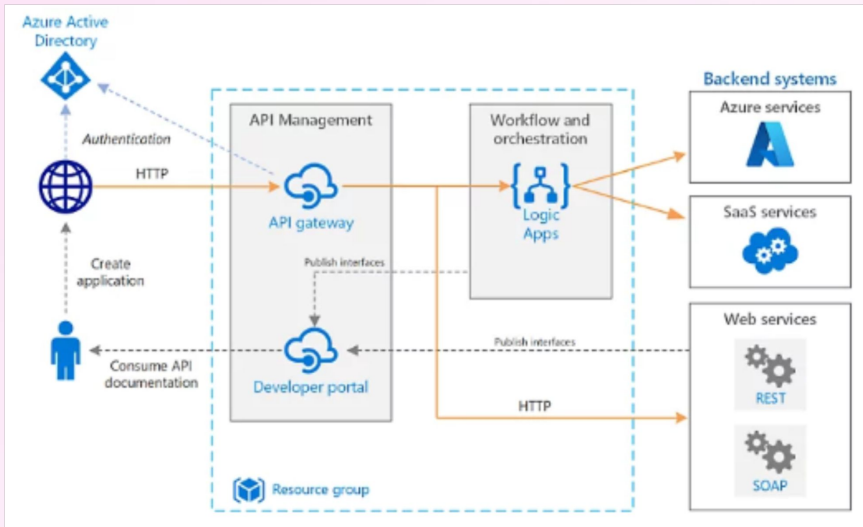 Azure Active
Directory
Authentication
HTTP
Create
application
Consume API
documentation
API Management
API gateway
Publish interfaces
Developer portal
Resource group
Workflow and
orchestration
Logic
Apps
Publish interfaces
HTTP
Backend systems
Azure services
SaaS services
Web services
REST
SOAP